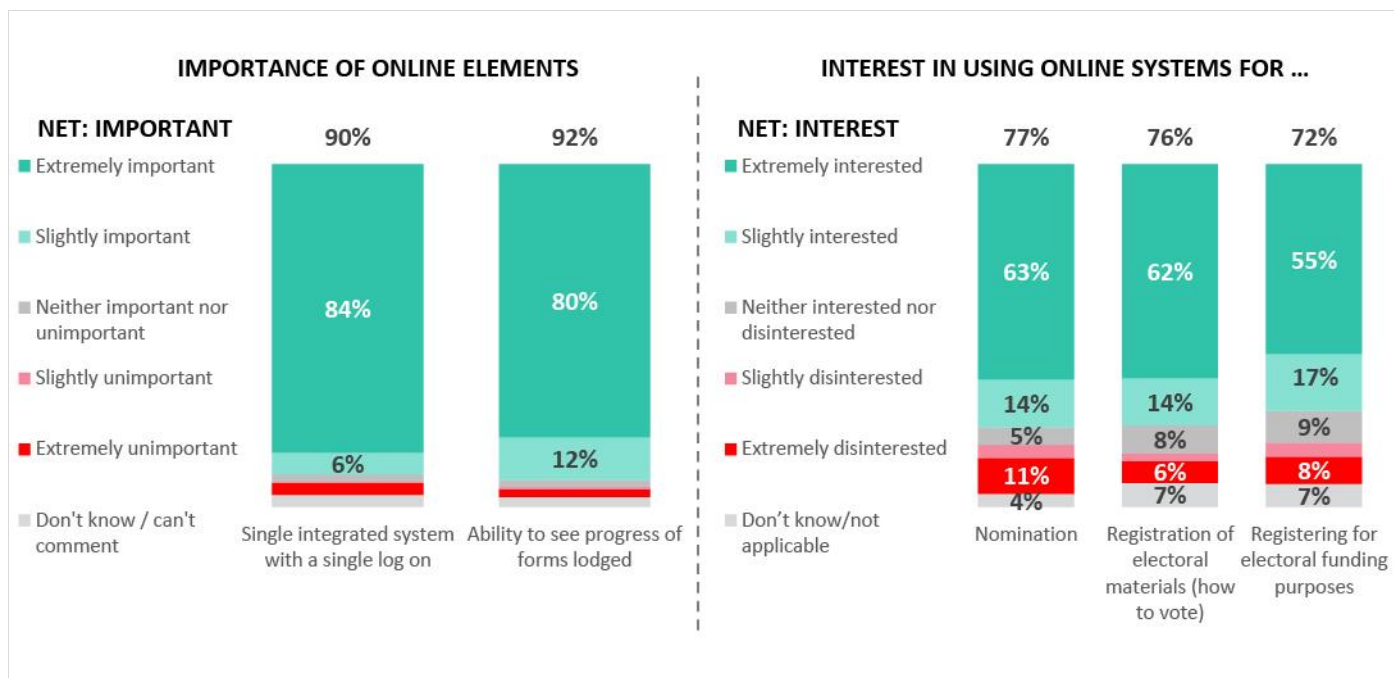 IMPORTANCE OF ONLINE ELEMENTS
NET: IMPORTANT
90%
92%
Extremely important
Slightly important
Neither important nor
unimportant
Slightly unimportant
Extremely unimportant
Don't know / can't
comment
84%
6%
80%
12%
Single integrated system
with a single log on
Ability to see progress of
forms lodged
INTEREST IN USING ONLINE SYSTEMS FOR ...
NET: INTEREST
77%
76%
72%
Extremely interested
Slightly interested
Neither interested nor
disinterested
Slightly disinterested
Extremely disinterested
Don’t know/not
applicable
63%
14%
5%
11%
4%
62%
14%
8%
6%
7%
55%
17%
9%
8%
7%
Nomination
Registration of
electoral
materials (how
to vote)
Registering for
electoral funding
purposes